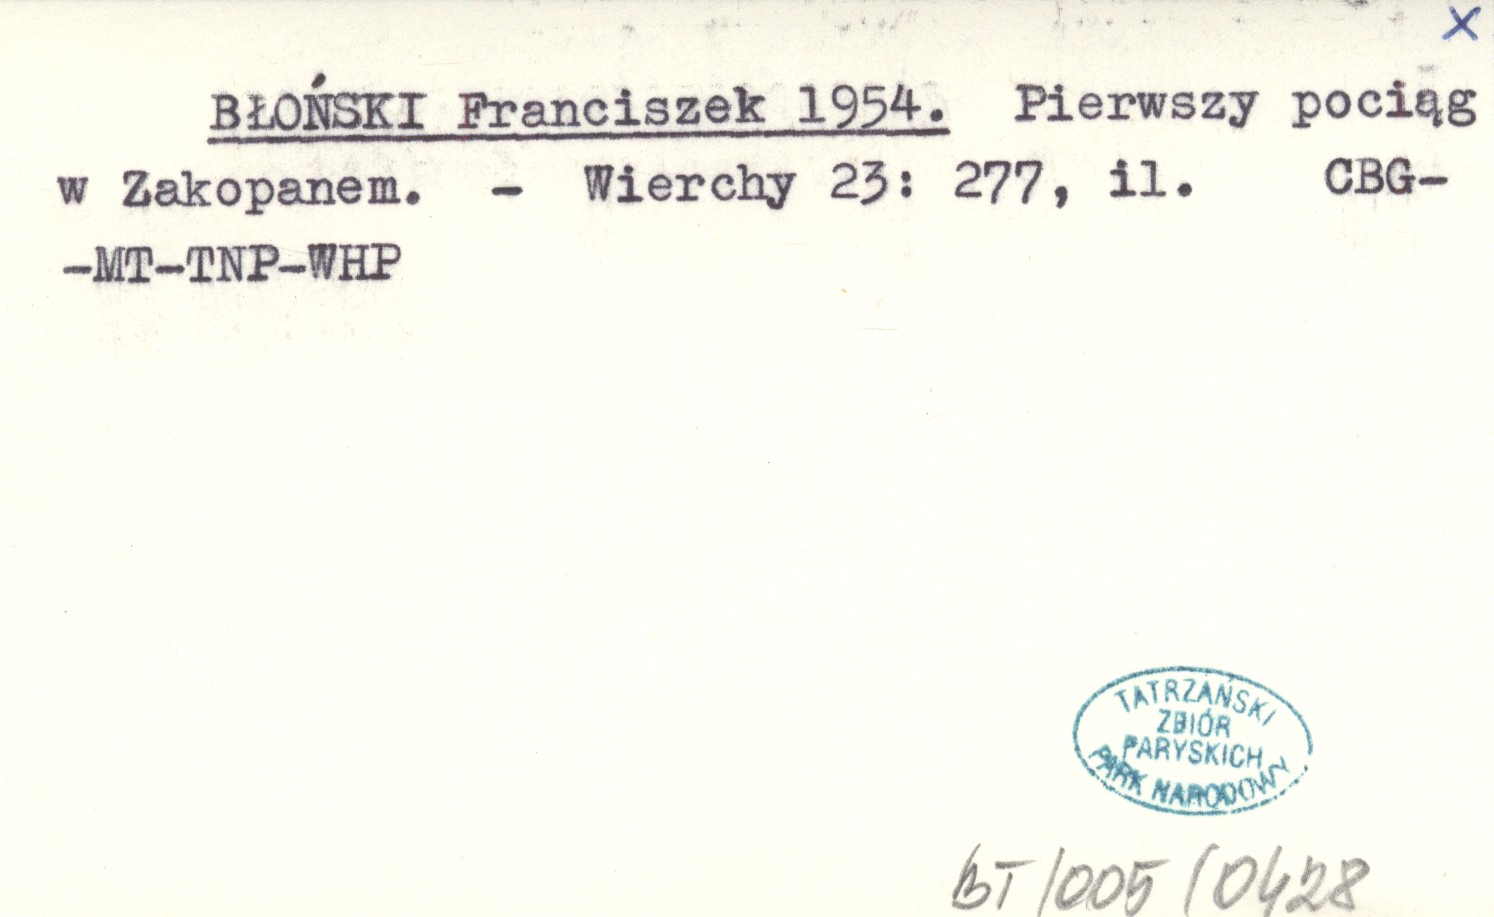 x
BŁOŃSKI Franciszek 1954. Pierwszy pociąg
w Zakopanem. - Wierchy 23: 277, il. CBG-
-MT-TNP-WHP
TATRZAŃSKI
ZBIÓR
PARYSKICH
PARK NARODOWY
BT/005/0428